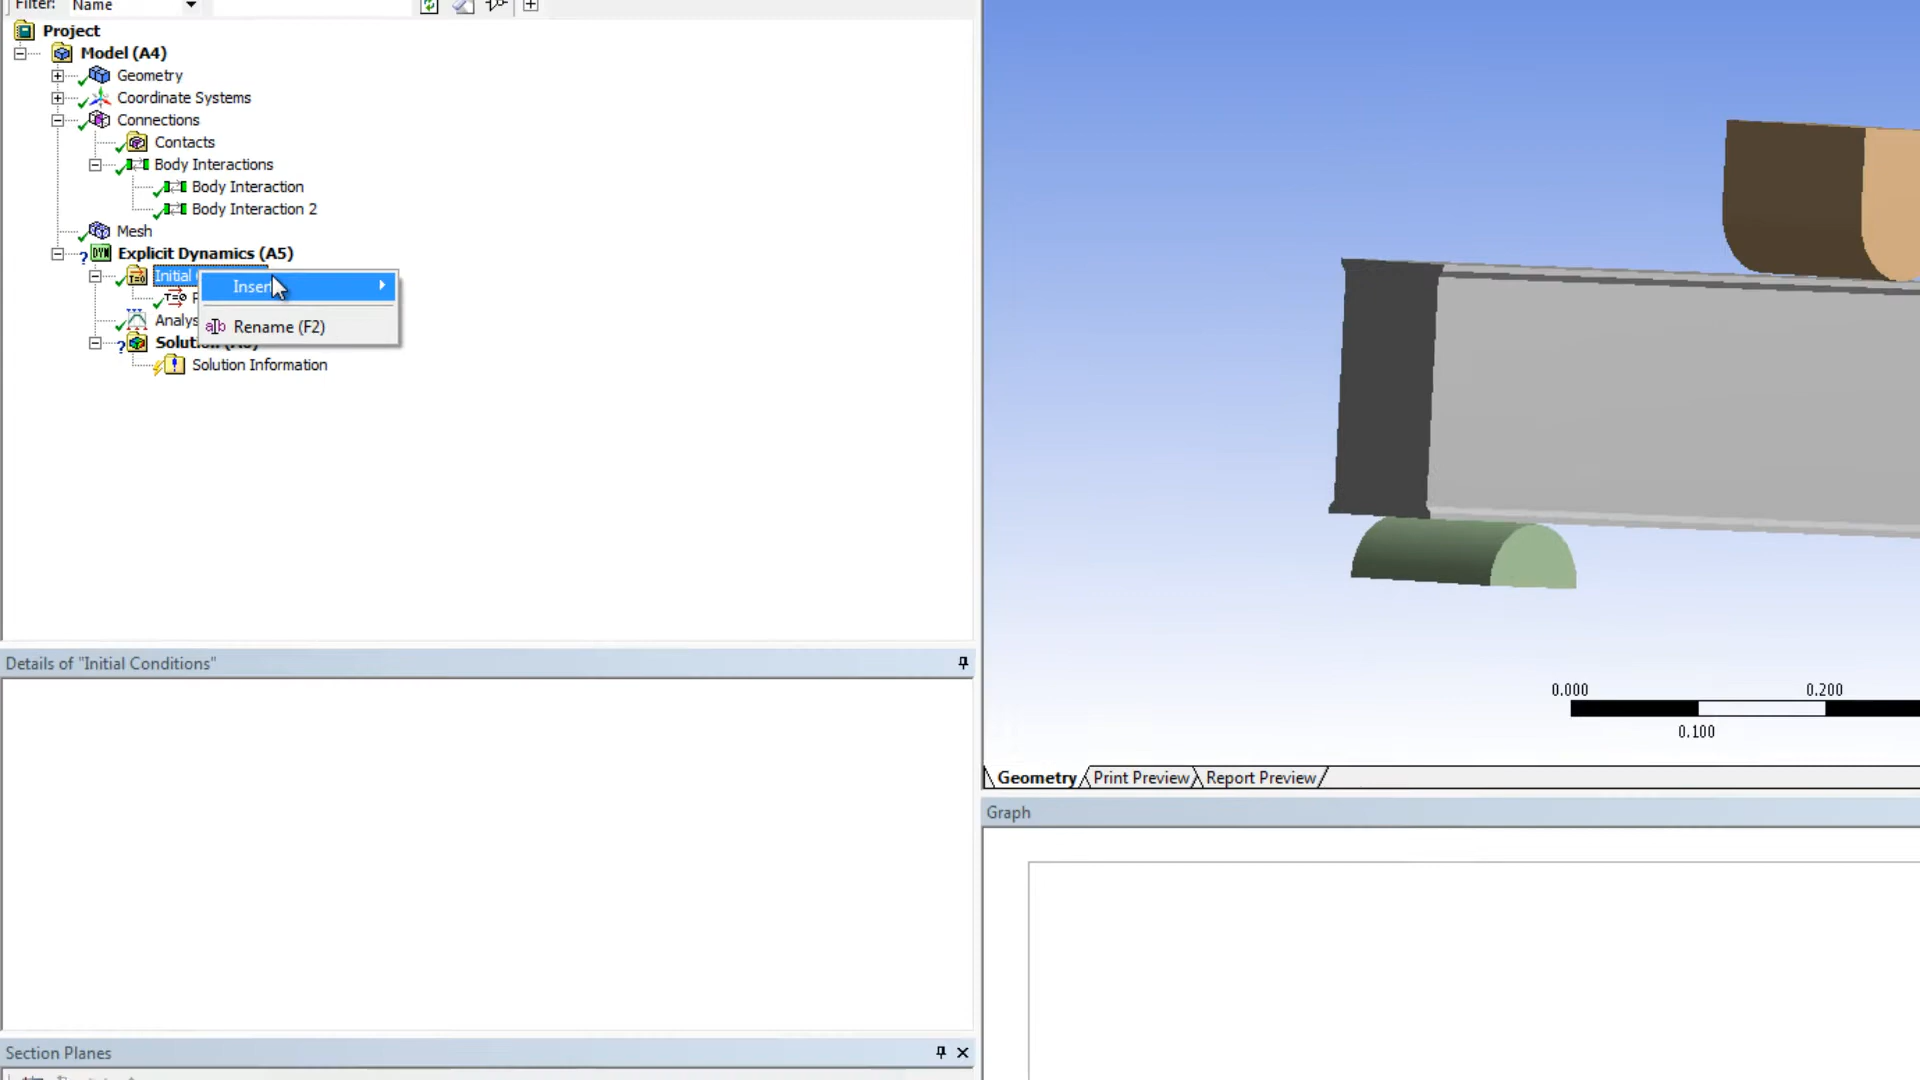 Filter: Name
Project
Model (A4)
Geometry
Coordinate Systems
Connections
Contacts
Body Interactions
Body Interaction
Body Interaction 2
Mesh
Explicit Dynamics (A5)
Initial
Insert
T=0
Analys
Rename (F2)
Solution Information
Details of "Initial Conditions"
0.000 0.200
0.100
Geometry Print Preview Report Preview
Graph
Section Planes